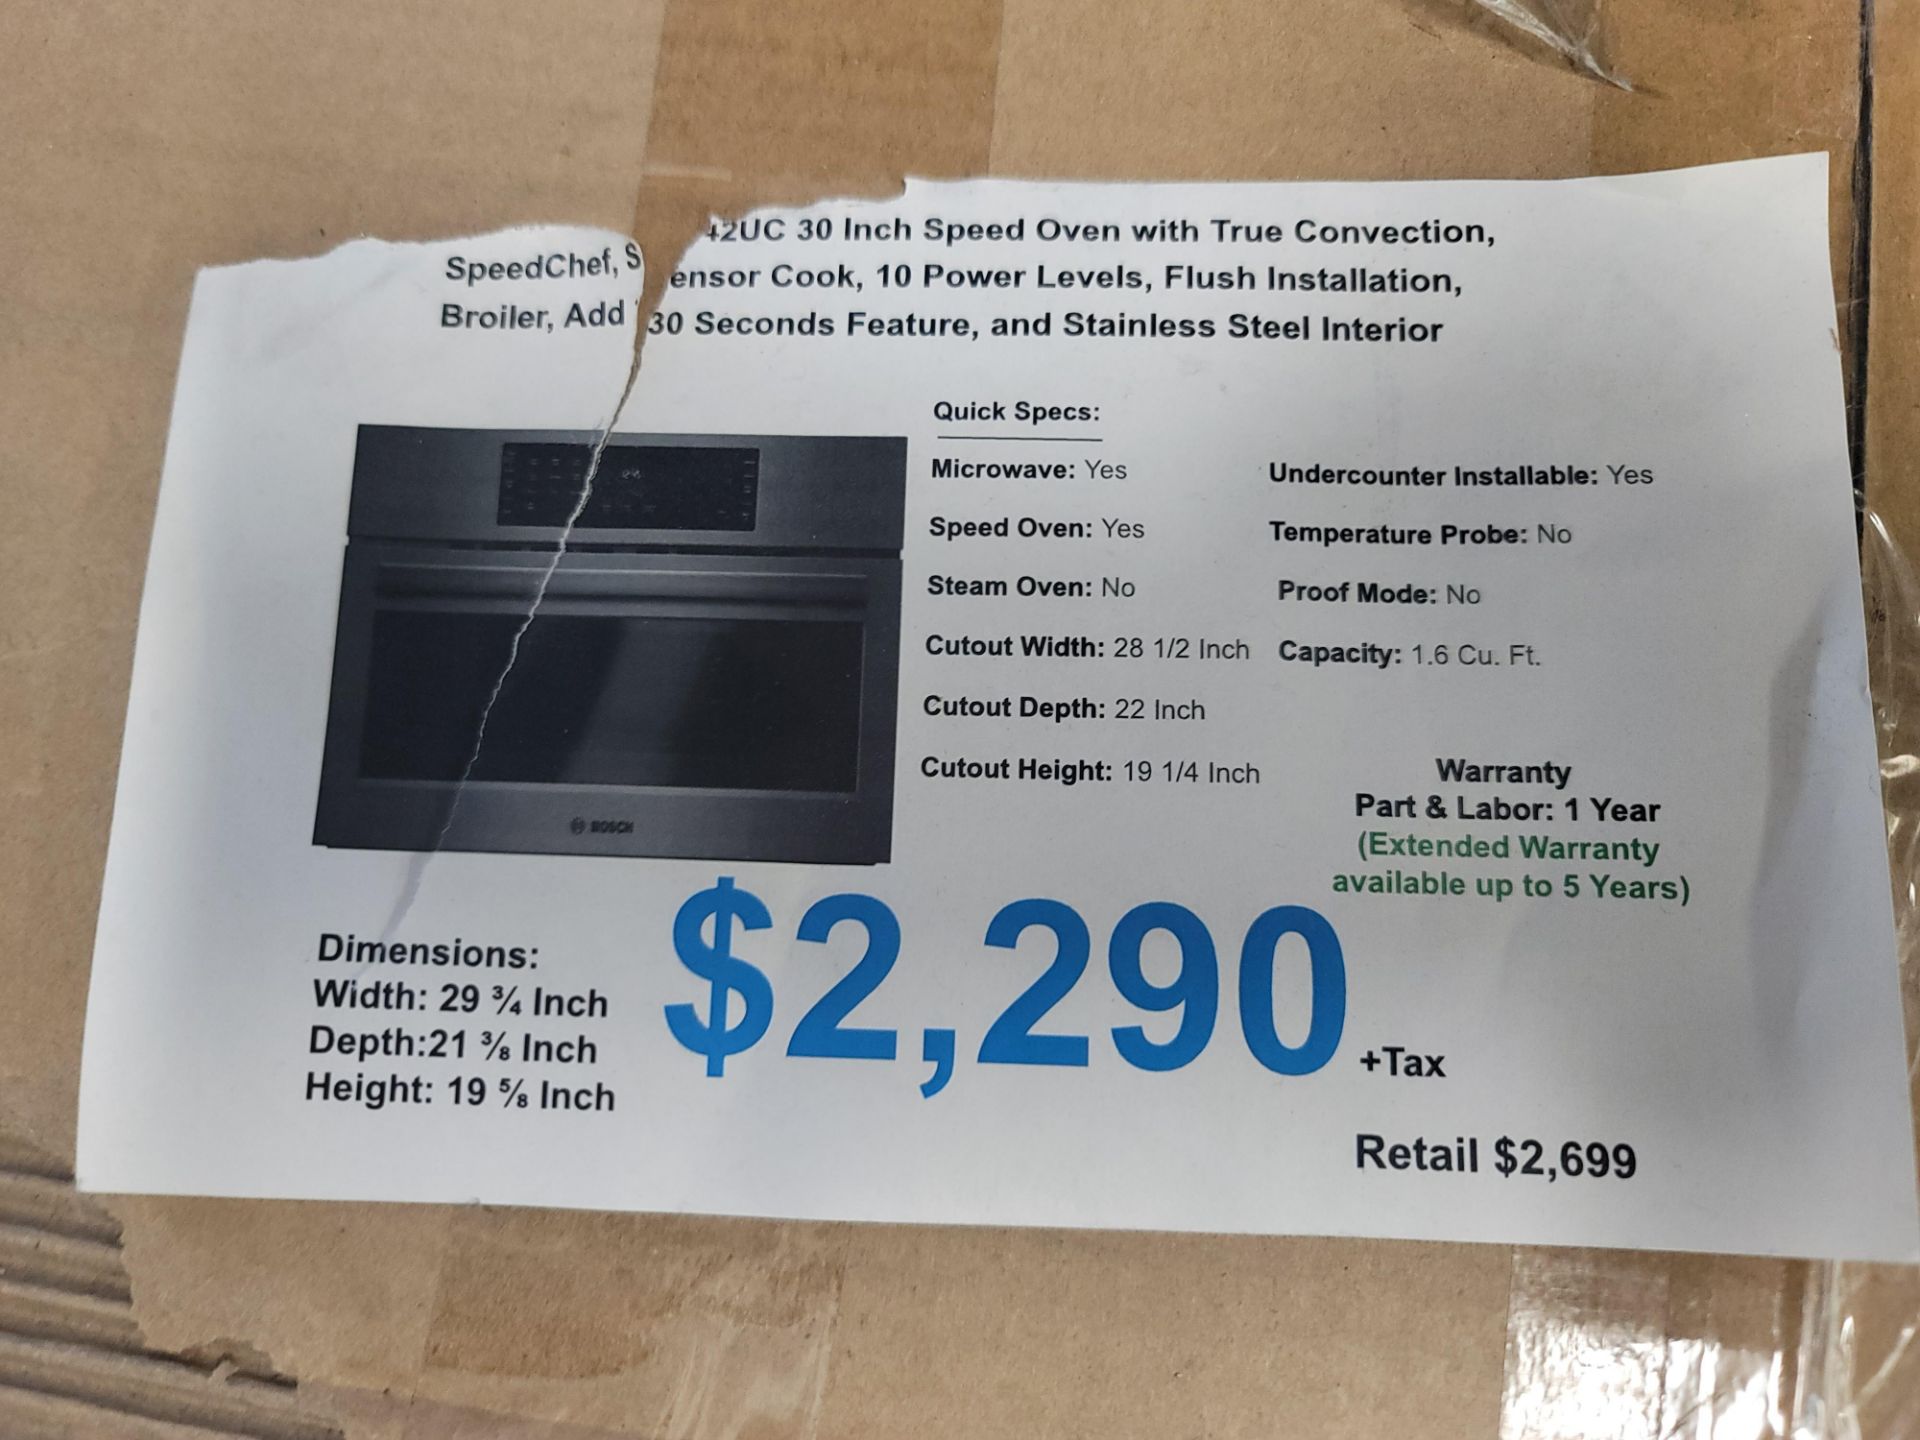 42UC 30 Inch Speed Oven with True Convection,
SpeedChef, Sensor Cook, 10 Power Levels, Flush Installation,
Broiler, Add 30 Seconds Feature, and Stainless Steel Interior
Quick Specs:
Microwave: Yes
Speed Oven: Yes
Steam Oven: No
Cutout Width: 28 1/2 Inch
Cutout Depth: 22 Inch
Cutout Height: 19 1/4 Inch
Undercounter Installable: Yes
Temperature Probe: No
Proof Mode: No
Capacity: 1.6 Cu. Ft.
BOSCH
Warranty
Part & Labor: 1 Year
(Extended Warranty
available up to 5 Years)
Dimensions:
Width: 29 ¾ Inch
Depth:21 ⅜ Inch
Height: 19 ⅝ Inch
$2,290 +Tax
Retail $2,699